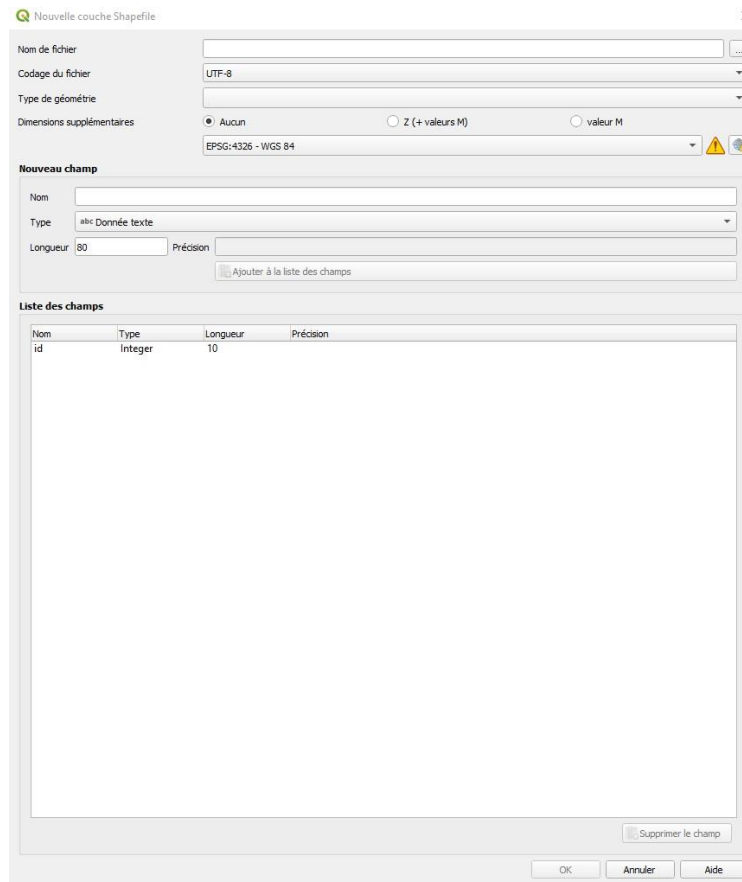 Nouvelle couche Shapefile
Nom de fichier
...
Codage du fichier UTF-8
Type de géométrie
Dimensions supplémentaires Aucun Z (+ valeurs M) valeur M
EPSG:4326 - WGS 84
Nouveau champ
Nom
Type abc Donnée texte
Longueur 80 Précision
Ajouter à la liste des champs
Liste des champs
Nom Type Longueur Précision
id Integer 10
Supprimer le champ
OK Annuler Aide